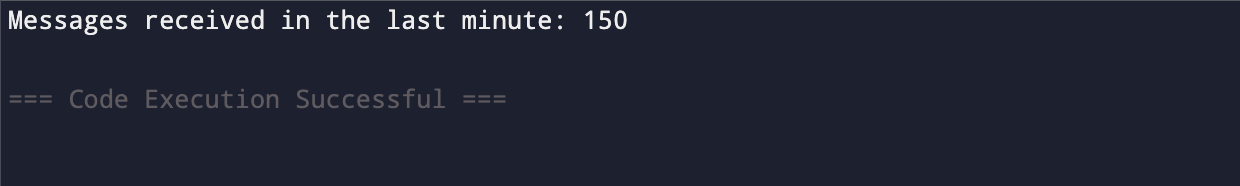 Messages received in the last minute: 150
=== Code Execution Successful ===